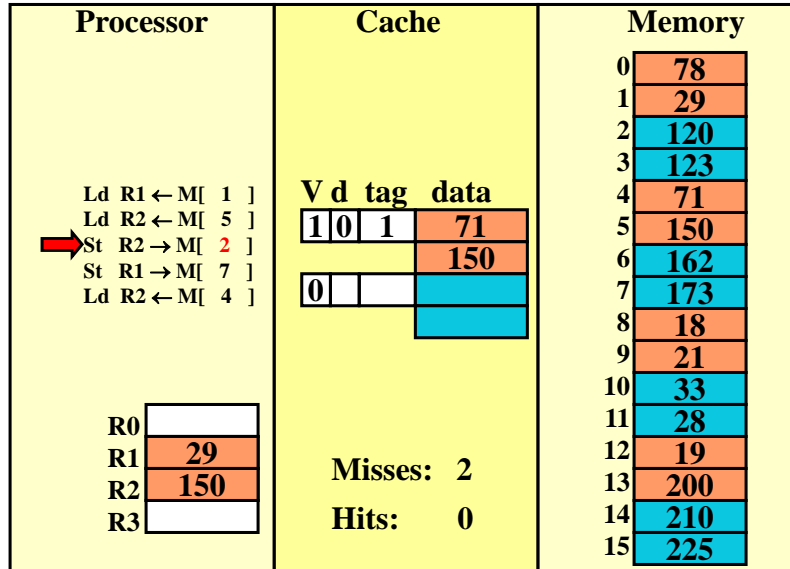 Processor
Ld R1 ← M[ 1 ]
Ld R2 ← M[ 5 ]
St R2 → M[ 2 ]
St R1 → M[ 7 ]
Ld R2 ← M[ 4 ]
R0
R1 29
R2 150
R3
Cache
V d tag data
1 0 1 71
150
0
Misses: 2
Hits: 0
Memory
0 78
1 29
2 120
3 123
4 71
5 150
6 162
7 173
8 18
9 21
10 33
11 28
12 19
13 200
14 210
15 225